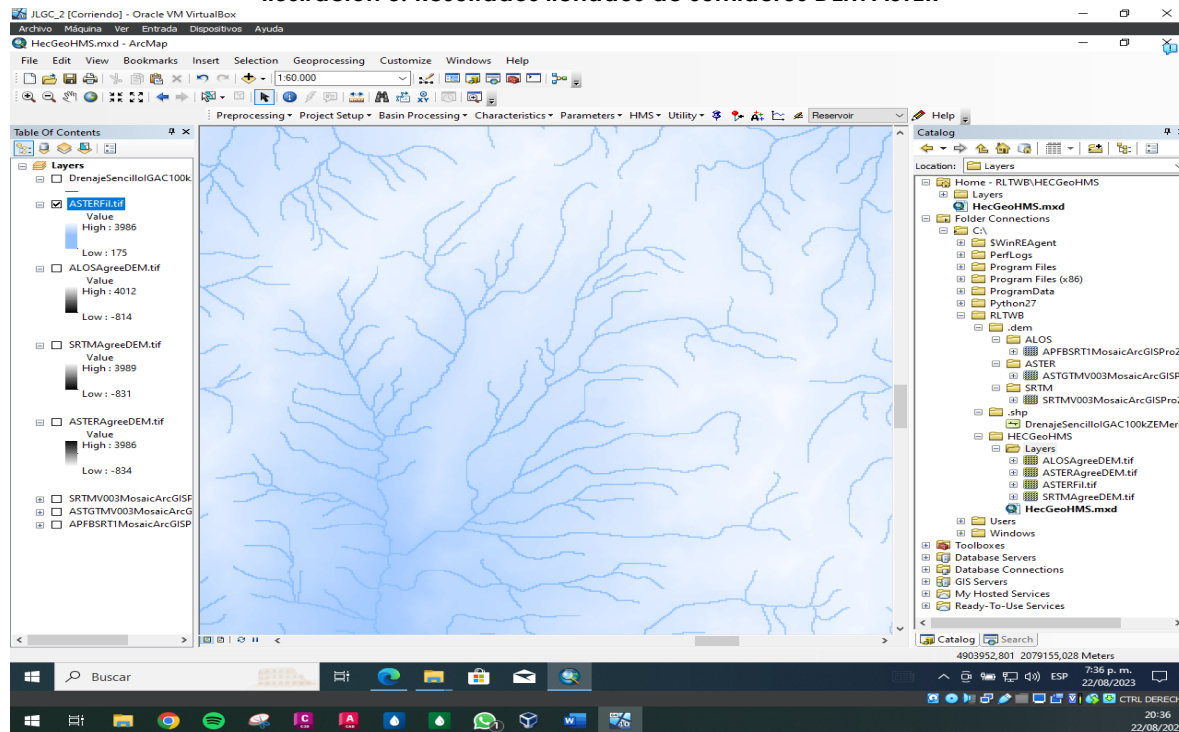 JLGC_2 [Corriendo] - Oracle VM VirtualBox
Archivo Máquina Ver Entrada Dispositivos Ayuda
HecGeoHMS.mxd - ArcMap
File Edit View Bookmarks Insert Selection Geoprocessing Customize Windows Help
1:60.000
Preprocessing Project Setup Basin Processing Characteristics Parameters HMS Utility Reservoir Help
Table Of Contents
Layers
DrenajeSencilloIGAC100k
ASTERFil.tif
Value
High : 3986
Low : 175
ALOSAgreeDEM.tif
Value
High : 4012
Low : -814
SRTMAgreeDEM.tif
Value
High : 3989
Low : -831
ASTERAgreeDEM.tif
Value
High : 3986
Low : -834
SRTMV003MosaicArcGISP
ASTGTMV003MosaicArcG
APFBSRT1MosaicArcGISP
Catalog
Location: Layers
Home - RLTWB\HECGeoHMS
Layers
HecGeoHMS.mxd
Folder Connections
C:\
$WinREAgent
PerfLogs
Program Files
Program Files (x86)
ProgramData
Python27
RLTWB
.dem
ALOS
APFBSRT1MosaicArcGISProZ
ASTER
ASTGTMV003MosaicArcGISP
SRTM
SRTMV003MosaicArcGISProZ
.shp
DrenajeSencilloIGAC100kZEMer
HECGeoHMS
Layers
ALOSAgreeDEM.tif
ASTERAgreeDEM.tif
ASTERFil.tif
SRTMAgreeDEM.tif
HecGeoHMS.mxd
Users
Windows
Toolboxes
Database Servers
Database Connections
GIS Servers
My Hosted Services
Ready-To-Use Services
Catalog Search
4903952,801 2079155,028 Meters
Buscar
ESP
7:36 p. m.
22/08/2023
CTRL DERECH
20:36
22/08/202